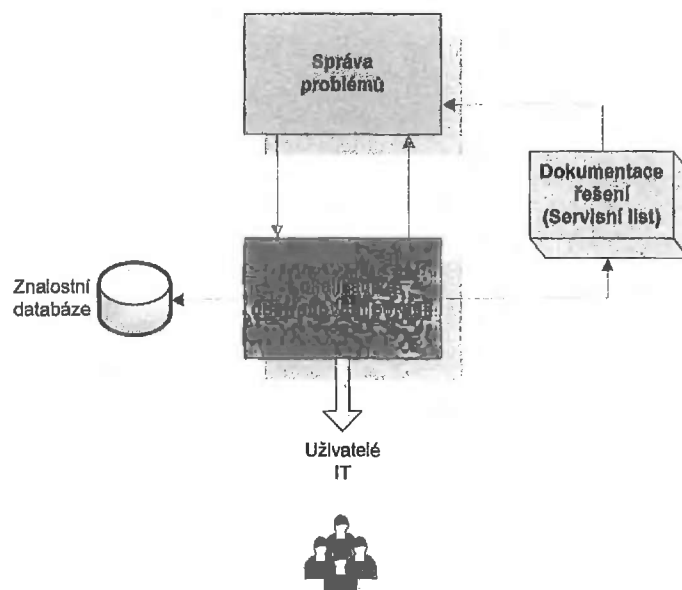 Správa
problémů
Dokumentace
řešení
(Servisní list)
Znalostní
databáze
Uživatelé
IT